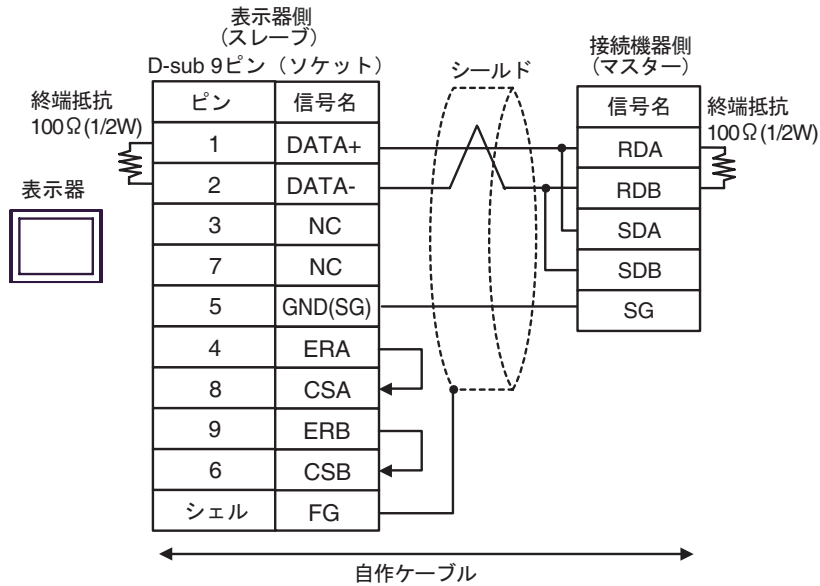 表示器側
（スレーブ）
D-sub 9ピン（ソケット）
シールド
接続機器側
（マスター）
終端抵抗
100Ω(1/2W)
ピン 信号名
1 DATA+
2 DATA-
3 NC
7 NC
5 GND(SG)
4 ERA
8 CSA
9 ERB
6 CSB
シェル FG
表示器
信号名
RDA
RDB
SDA
SDB
SG
終端抵抗
100Ω(1/2W)
自作ケーブル